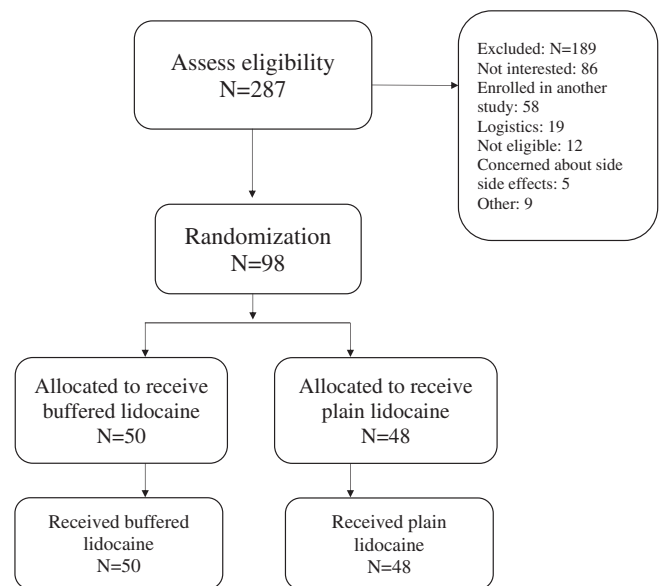 Assess eligibility
N=287
Excluded: N=189
Not interested: 86
Enrolled in another
study: 58
Logistics: 19
Not eligible: 12
Concerned about side
side effects: 5
Other: 9
Randomization
N=98
Allocated to receive
buffered lidocaine
N=50
Allocated to receive
plain lidocaine
N=48
Received buffered
lidocaine
N=50
Received plain
lidocaine
N=48